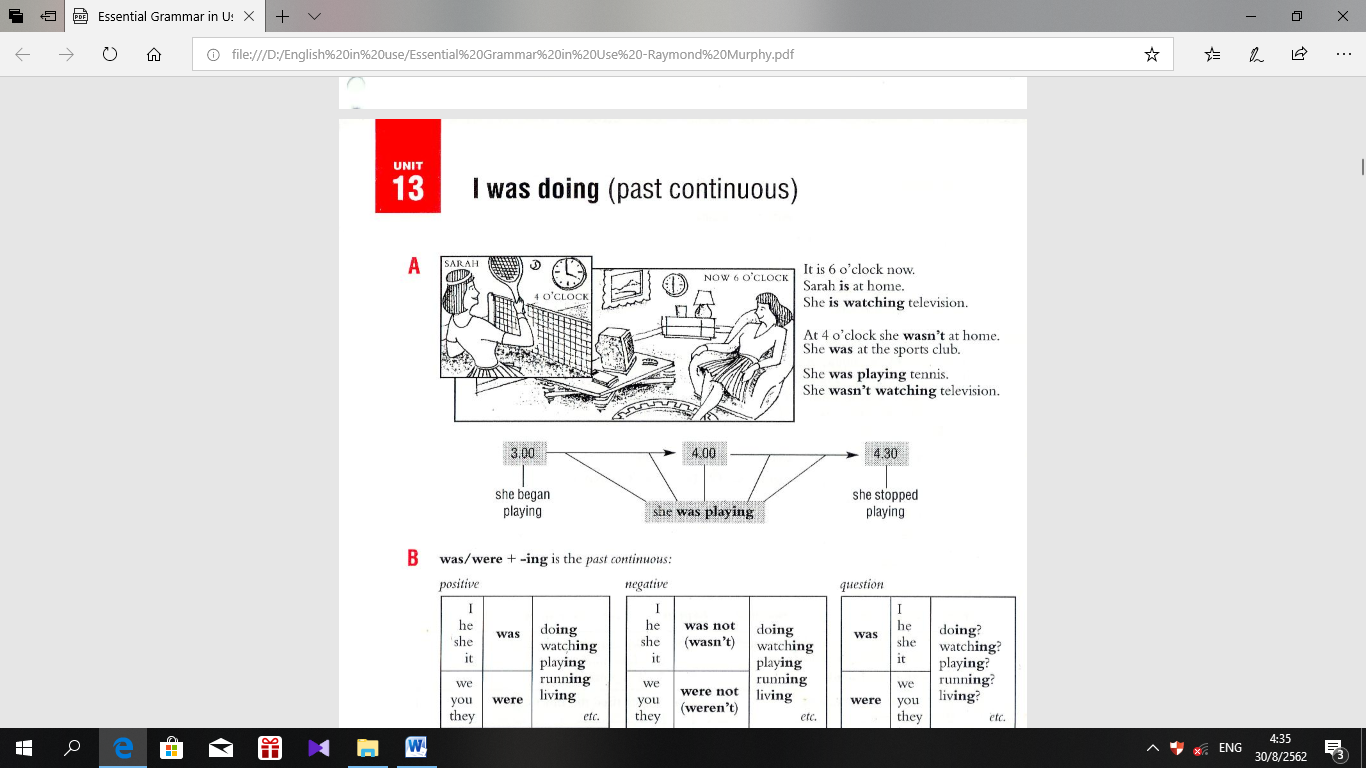 Essential Grammar in Us
file:///D:/English%20in%20use/Essential%20Grammar%20in%20Use%20-Raymond%20Murphy.pdf
UNIT
13
I was doing (past continuous)
A
SARAH
4 O'CLOCK
NOW 6 O'CLOCK
It is 6 o'clock now.
Sarah is at home.
She is watching television.
At 4 o'clock she wasn't at home.
She was at the sports club.
She was playing tennis.
She wasn't watching television.
3.00
4.00
4.30
she began
playing
she was playing
she stopped
playing
B
was/were + -ing is the past continuous:
positive
I
he
she
it
was
we
you
they
were
doing
watching
playing
running
living
etc.
negative
I
he
she
it
was not
(wasn't)
we
you
they
were not
(weren't)
doing
watching
playing
running
living
etc.
question
was
I
he
she
it
were
we
you
they
doing?
watching?
playing?
running?
living?
etc.
ENG
4:35
30/8/2562
3